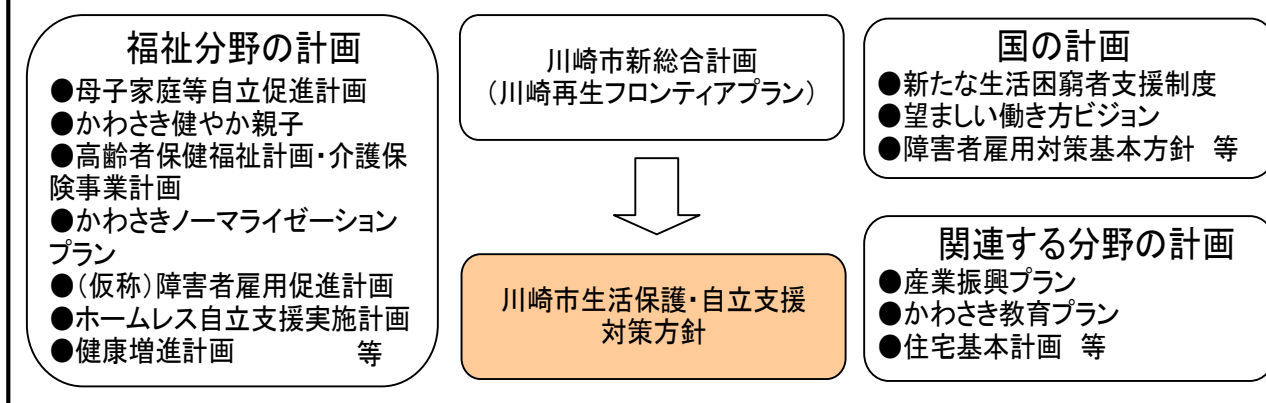 福祉分野の計画
●母子家庭等自立促進計画
●かわさき健やか親子
●高齢者保健福祉計画・介護保
険事業計画
●かわさきノーマライゼーション
プラン
●(仮称)障害者雇用促進計画
●ホームレス自立支援実施計画
●健康増進計画 等
川崎市新総合計画
(川崎再生フロンティアプラン)
川崎市生活保護・自立支援
対策方針
国の計画
●新たな生活困窮者支援制度
●望ましい働き方ビジョン
●障害者雇用対策基本方針 等
関連する分野の計画
●産業振興プラン
●かわさき教育プラン
●住宅基本計画 等